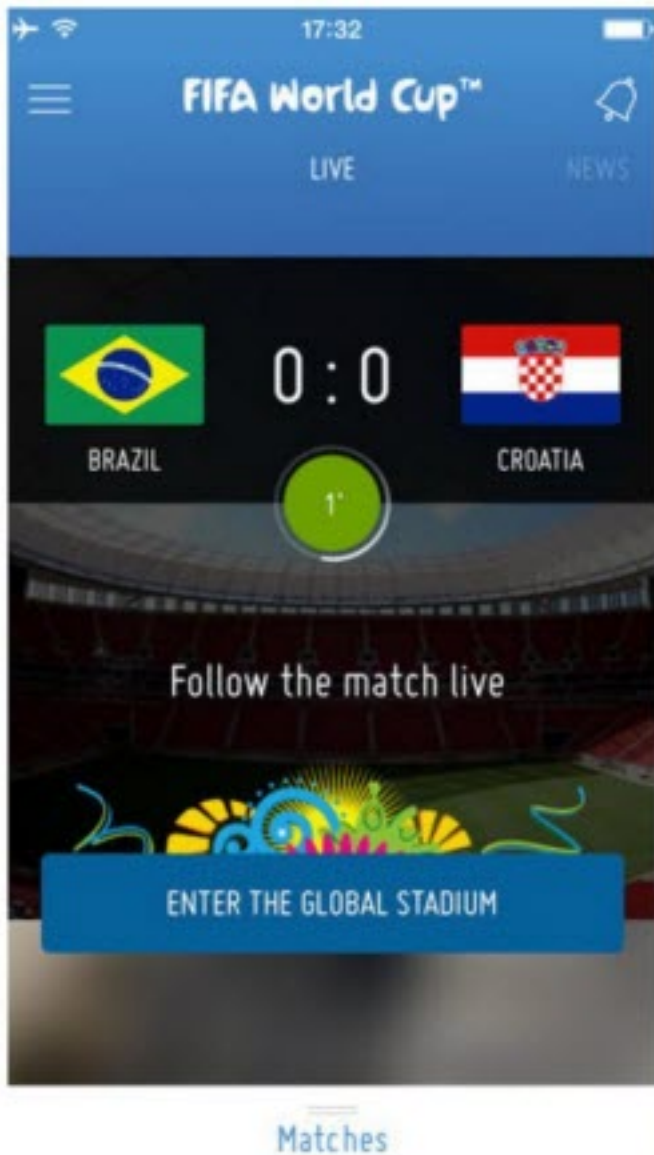 17:32
FIFA World Cup™
LIVE
NEWS
0 : 0
BRAZIL
CROATIA
1'
Follow the match live
ENTER THE GLOBAL STADIUM
Matches